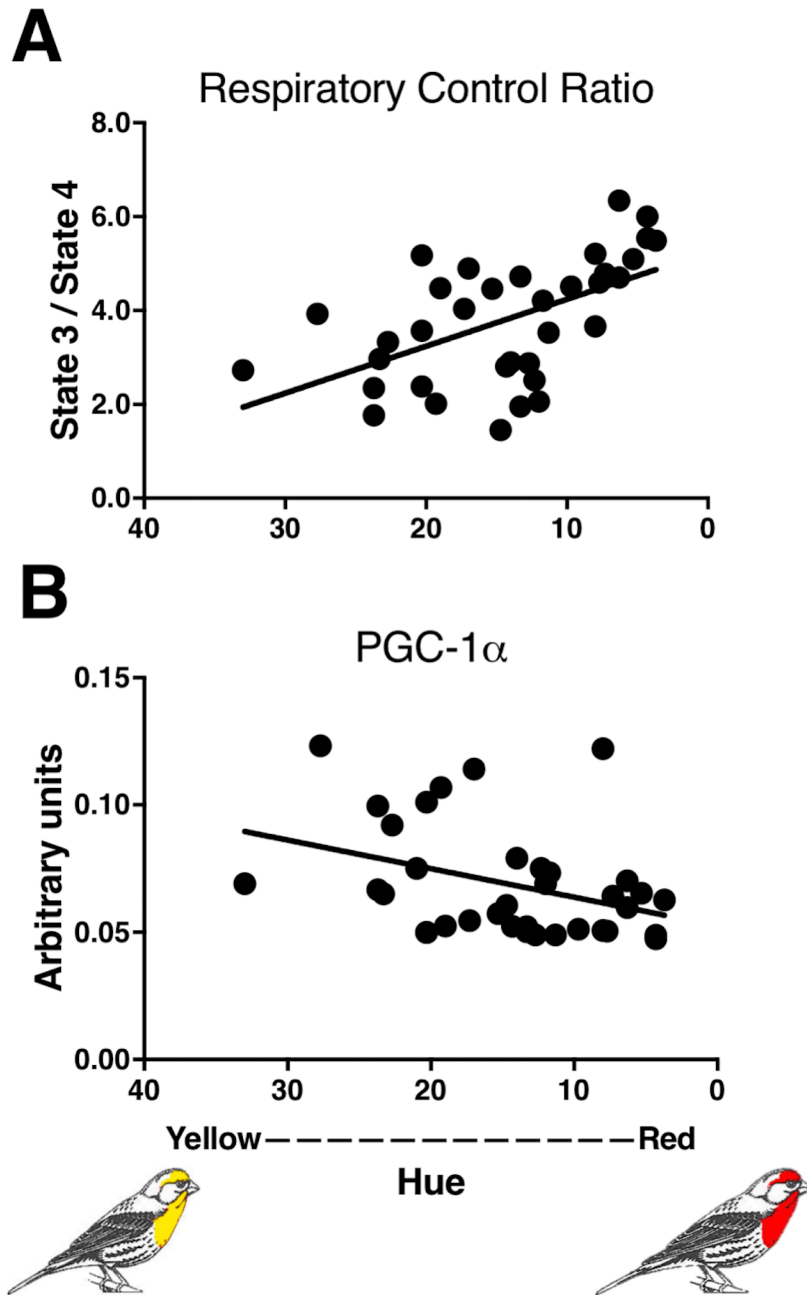 A
Respiratory Control Ratio
State 3 / State 4
8.0
6.0
4.0
2.0
0.0
40 30 20 10 0
B
PGC-1α
Arbitrary units
0.15
0.10
0.05
0.00
40 30 20 10 0
Yellow — — — — — — — — — — — — Red
Hue